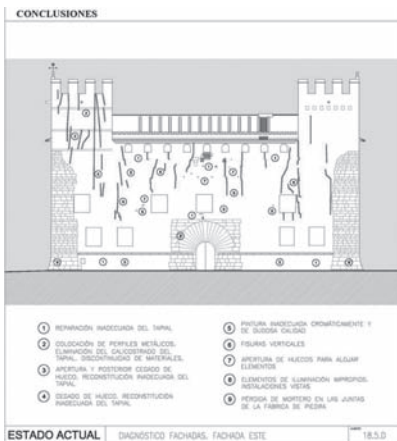 CONCLUSIONES
1 REPARACIÓN INADECUADA DEL TAPIAL
2 COLOCACIÓN DE PERFILES METÁLICOS,
ELIMINACIÓN DEL CALICOSTRADO DEL
TAPIAL, DISCONTINUIDAD DE MATERIALES.
3 APERTURA Y POSTERIOR CEGADO DE
HUECO, RECONSTITUCIÓN INADECUADA DEL
TAPIAL
4 CEGADO DE HUECO, RECONSTITUCIÓN
INADECUADA DEL TAPIAL
5 PINTURA INADECUADA CROMÁTICAMENTE Y
DE DUDOSA CALIDAD
6 FISURAS VERTICALES
7 APERTURA DE HUECOS PARA ALOJAR
ELEMENTOS
8 ELEMENTOS DE ILUMINACIÓN IMPROPIOS,
INSTALACIONES VISTAS
9 PÉRDIDA DE MORTERO EN LAS JUNTAS
DE LA FÁBRICA DE PIEDRA
ESTADO ACTUAL DIAGNÓSTICO FACHADAS. FACHADA ESTE 18.5.D